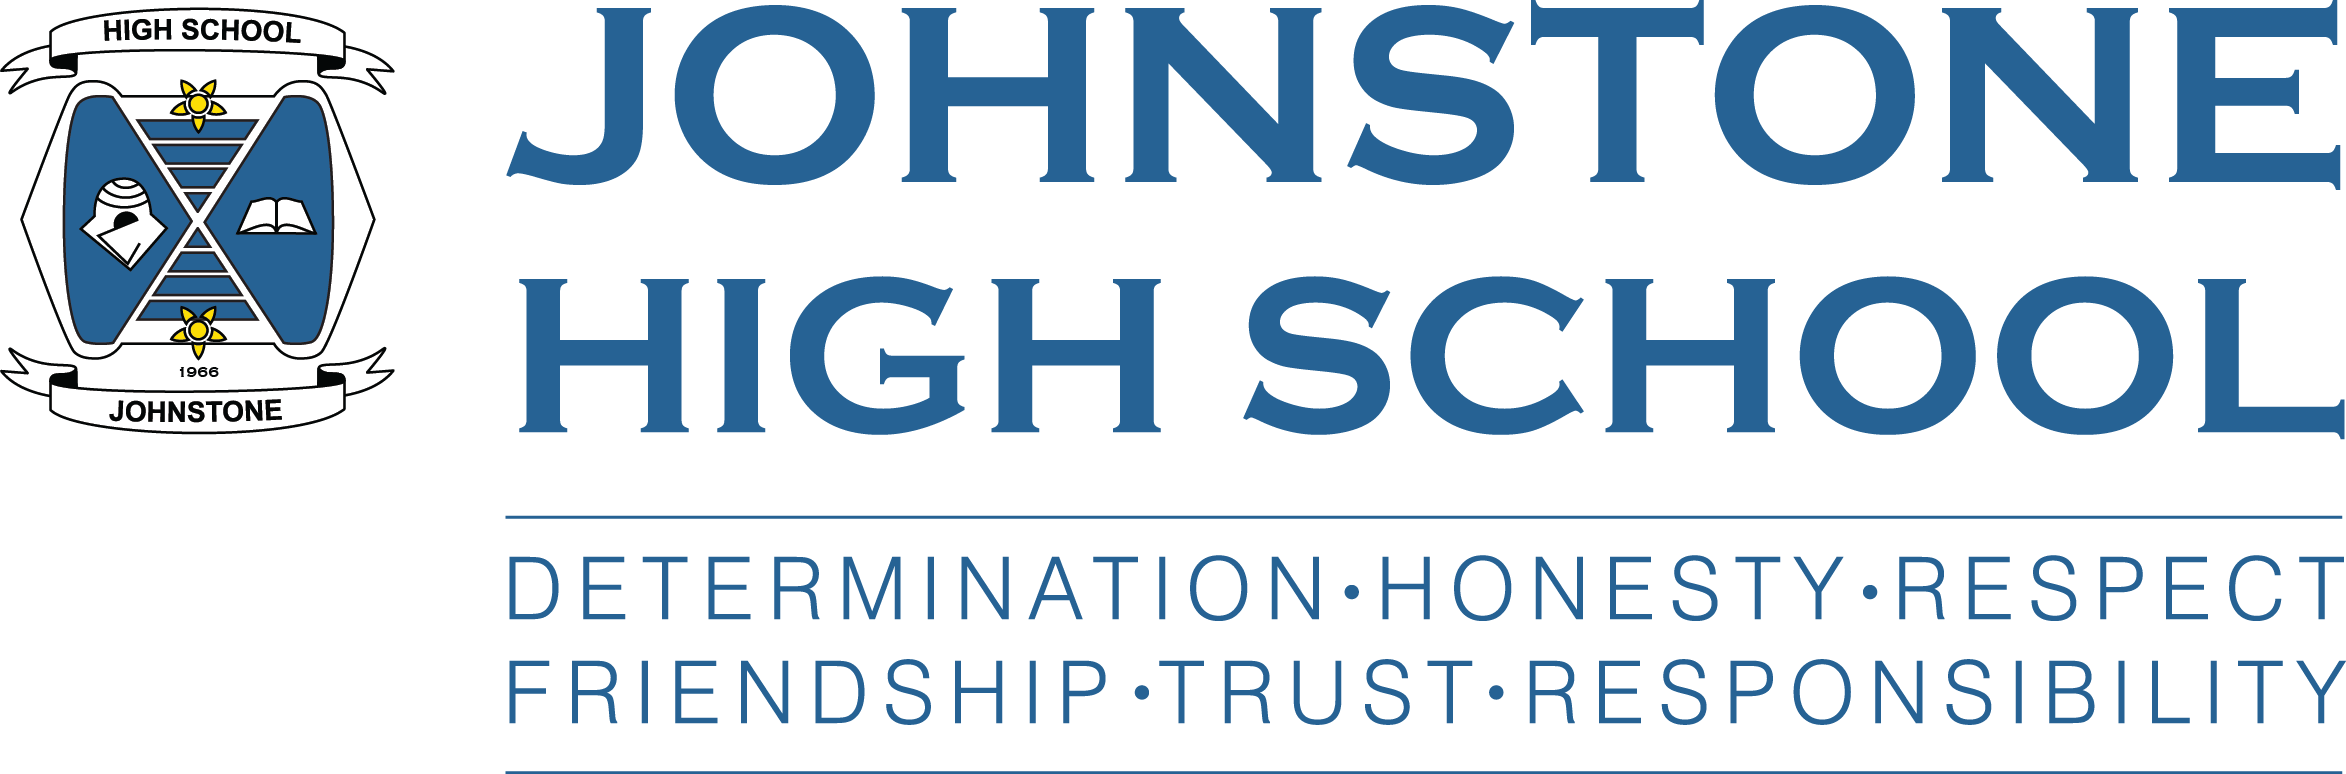 HIGH SCHOOL
1966
JOHNSTONE
JOHNSTONE
HIGH SCHOOL
DETERMINATION•HONESTY•RESPECT
FRIENDSHIP•TRUST•RESPONSIBILITY